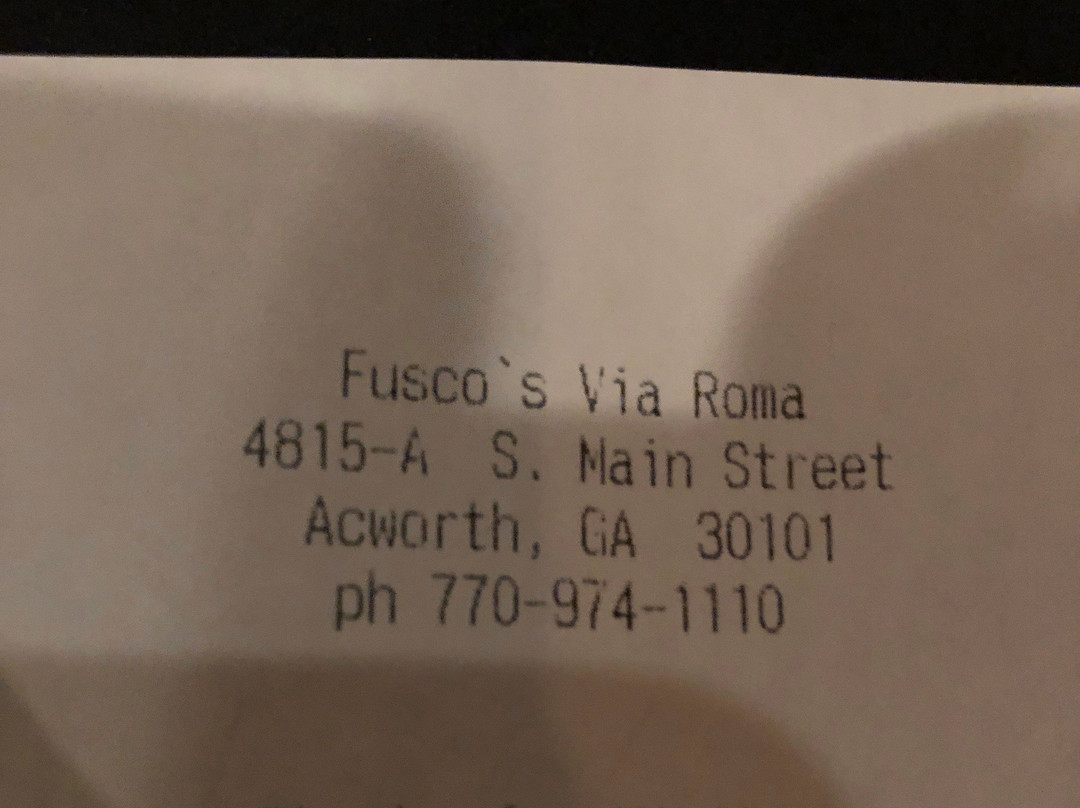 Fusco`s Via Roma
4815-A S. Main Street
Acworth, GA 30101
ph 770-974-1110